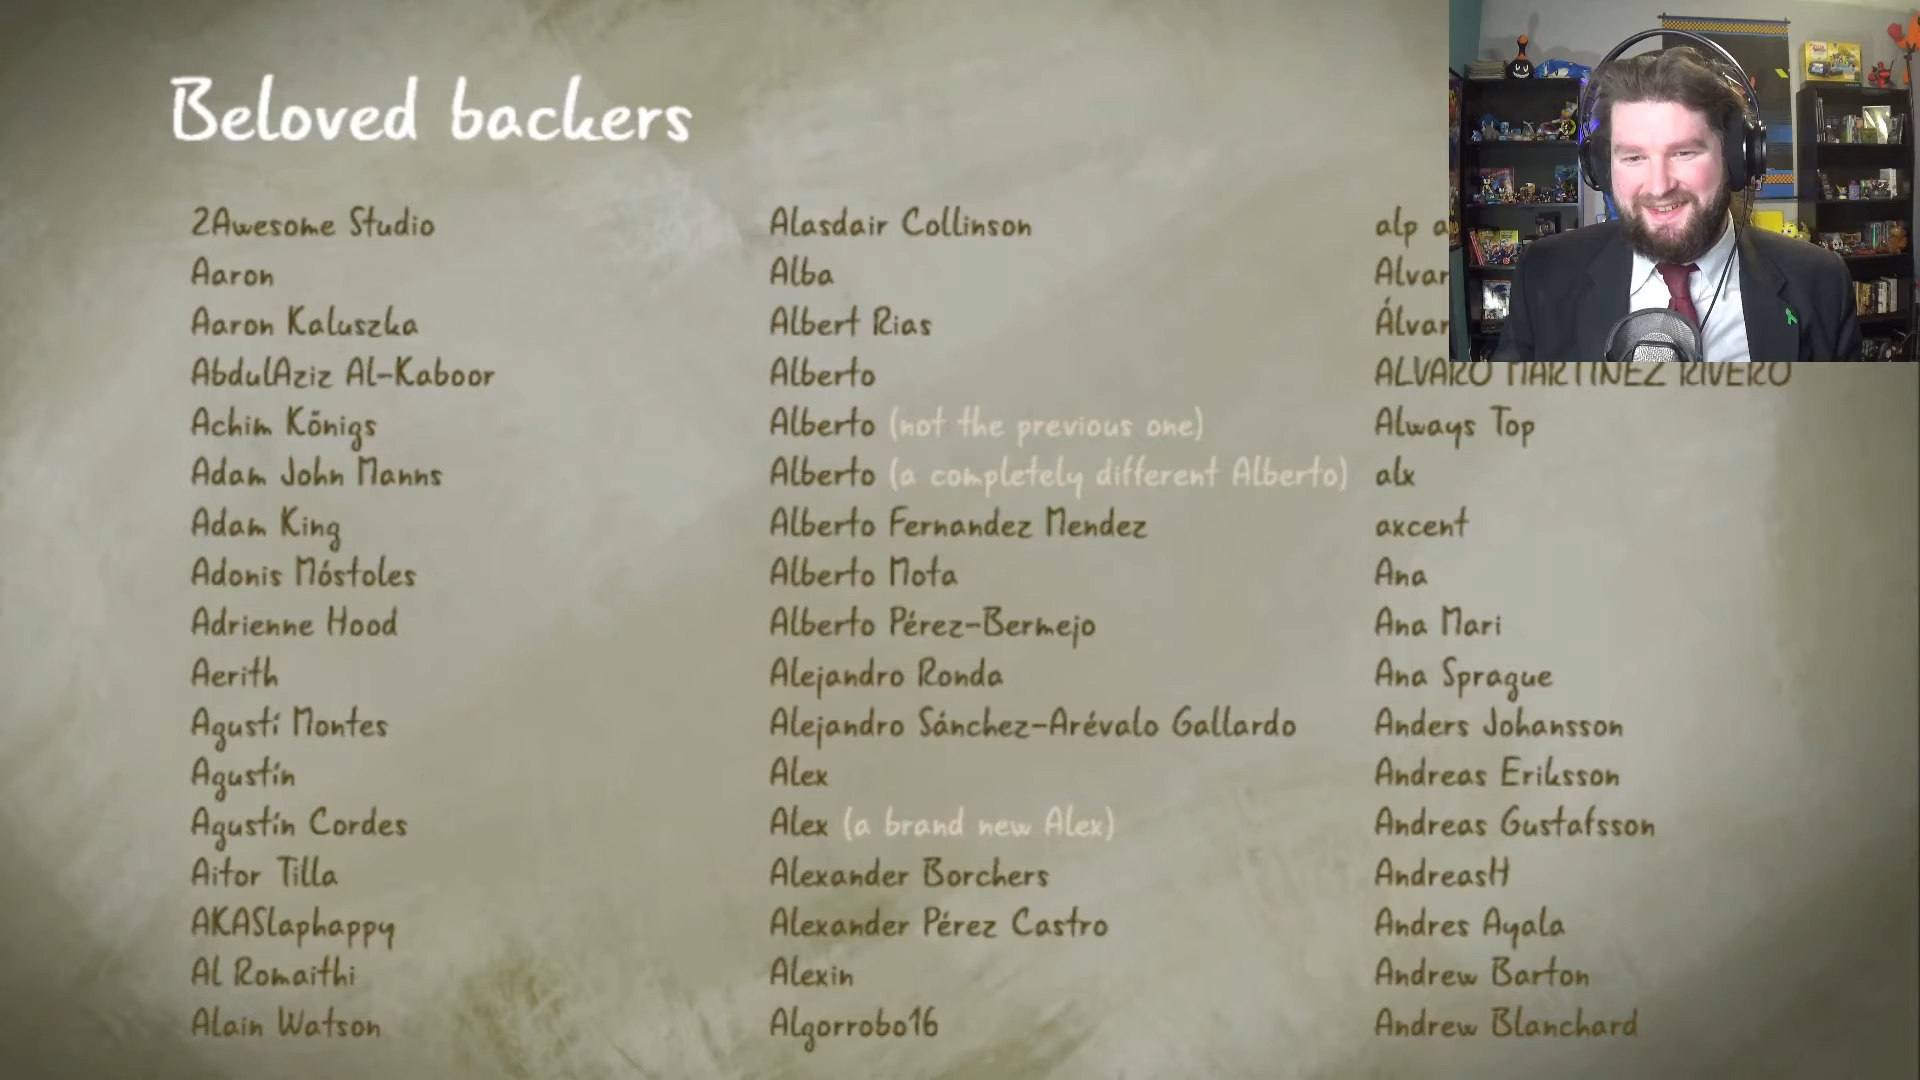 Beloved backers
2Awesome Studio
Aaron
Aaron Kaluszka
AbdulAziz Al-Kaboor
Achim Königs
Adam John Manns
Adam King
Adonis Móstoles
Adrienne Hood
Aerith
Agustí Montes
Agustín
Agustín Cordes
Aitor Tilla
AKASlaphappy
Al Romaithi
Alain Watson
Alasdair Collinson
Alba
Albert Rias
Alberto
Alberto (not the previous one)
Alberto (a completely different Alberto)
Alberto Fernandez Mendez
Alberto Mota
Alberto Pérez-Bermejo
Alejandro Ronda
Alejandro Sánchez-Arévalo Gallardo
Alex
Alex (a brand new Alex)
Alexander Borchers
Alexander Pérez Castro
Alexin
Algorrobo16
alp
ALVARO MARTINEZ RIVERO
Always Top
alx
axcent
Ana
Ana Mari
Ana Sprague
Anders Johansson
Andreas Eriksson
Andreas Gustafsson
AndreasH
Andres Ayala
Andrew Barton
Andrew Blanchard